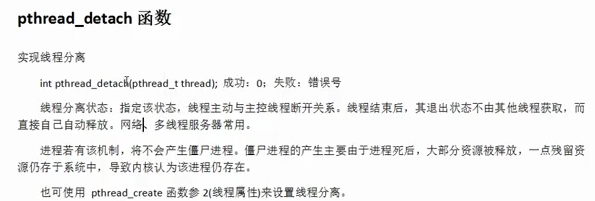 pthread_detach 函数
实现线程分离
int pthread_detach(pthread_t thread); 成功：0；失败：错误号
线程分离状态：指定该状态，线程主动与主控线程断开关系。线程结束后，其退出状态不由其他线程获取，而
直接自己自动释放。网络、多线程服务器常用。
进程若有该机制，将不会产生僵尸进程。僵尸进程的产生主要由于进程死后，大部分资源被释放，一点残留资
源仍存于系统中，导致内核认为该进程仍存在。
也可使用 pthread_create 函数参 2(线程属性)来设置线程分离。